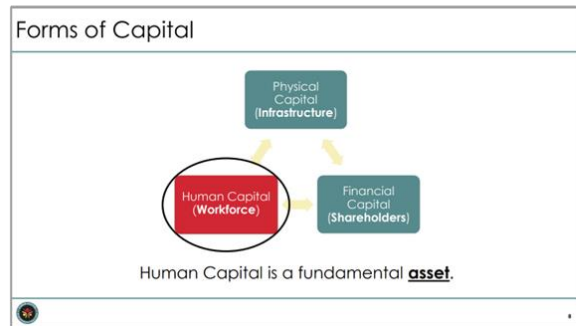 Forms of Capital
Physical
Capital
(Infrastructure)
Human Capital
(Workforce)
Financial
Capital
(Shareholders)
Human Capital is a fundamental asset.